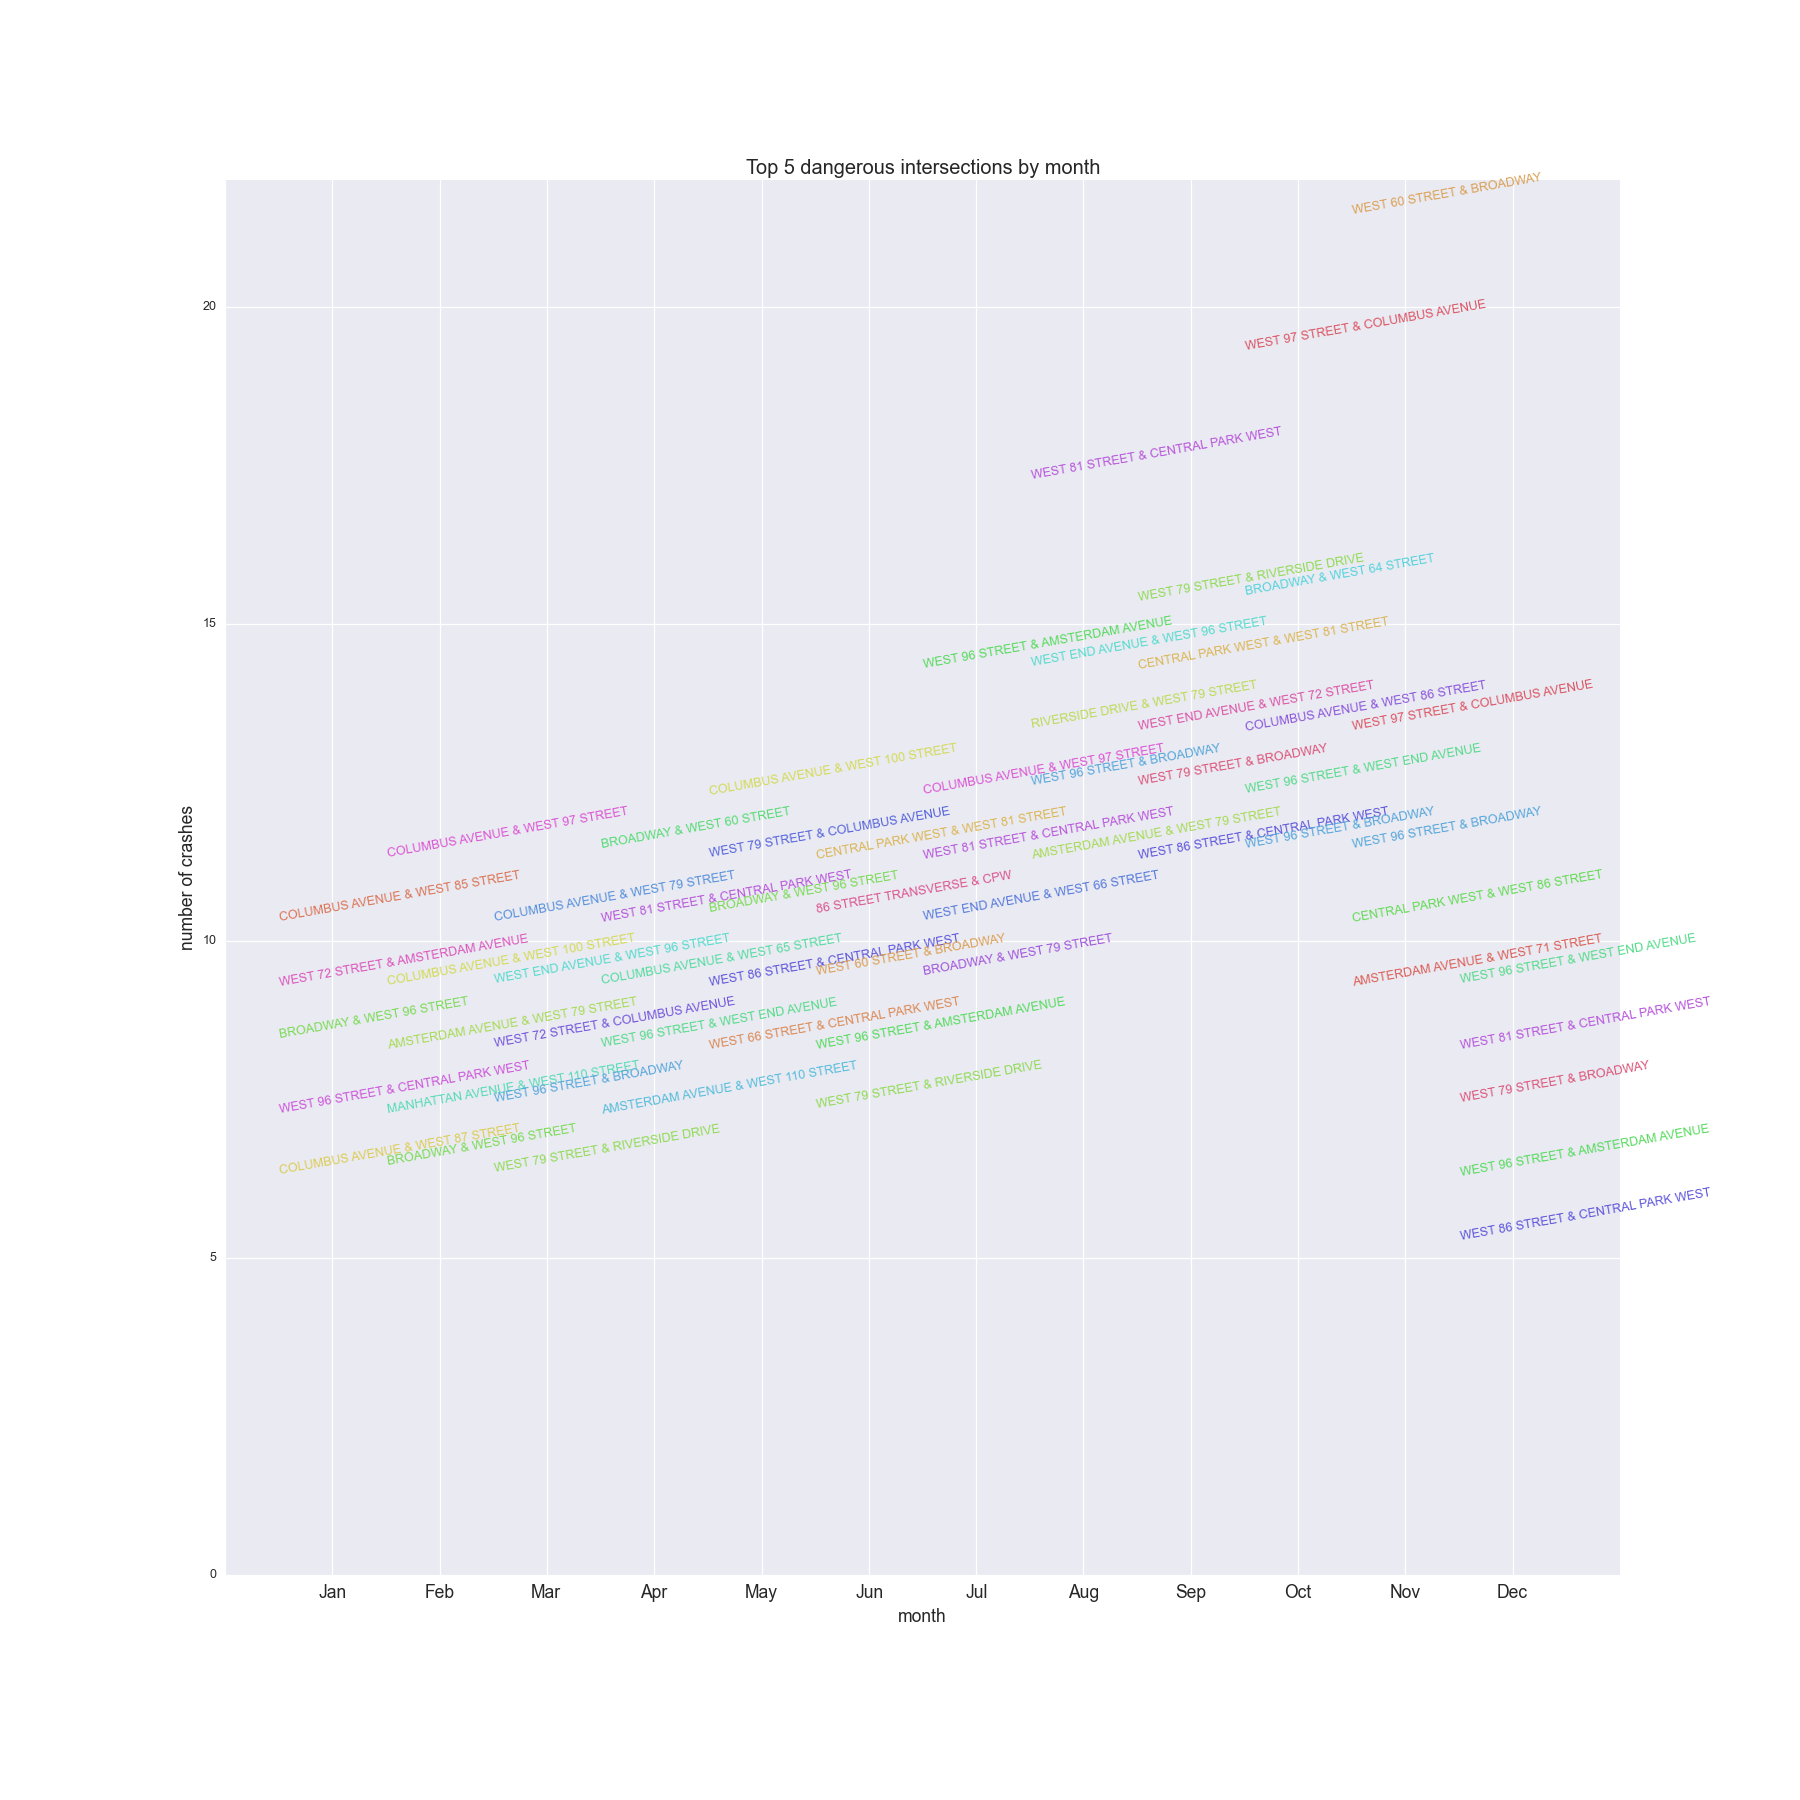 Top 5 dangerous intersections by month
number of crashes
20
15
10
5
0
COLUMBUS AVENUE & WEST 85 STREET
WEST 72 STREET & AMSTERDAM AVENUE
BROADWAY & WEST 96 STREET
WEST 96 STREET & CENTRAL PARK WEST
COLUMBUS AVENUE & WEST 87 STREET
COLUMBUS AVENUE & WEST 97 STREET
COLUMBUS AVENUE & WEST 100 STREET
AMSTERDAM AVENUE & WEST 79 STREET
MANHATTAN AVENUE & WEST 110 STREET
BROADWAY & WEST 96 STREET
COLUMBUS AVENUE & WEST 79 STREET
WEST END AVENUE & WEST 96 STREET
WEST 72 STREET & COLUMBUS AVENUE
WEST 96 STREET & BROADWAY
WEST 79 STREET & RIVERSIDE DRIVE
BROADWAY & WEST 60 STREET
WEST 81 STREET & CENTRAL PARK WEST
COLUMBUS AVENUE & WEST 65 STREET
WEST 96 STREET & WEST END AVENUE
AMSTERDAM AVENUE & WEST 110 STREET
COLUMBUS AVENUE & WEST 100 STREET
WEST 79 STREET & COLUMBUS AVENUE
BROADWAY & WEST 96 STREET
WEST 86 STREET & CENTRAL PARK WEST
WEST 66 STREET & CENTRAL PARK WEST
CENTRAL PARK WEST & WEST 81 STREET
86 STREET TRANSVERSE & CPW
WEST 60 STREET & BROADWAY
WEST 96 STREET & AMSTERDAM AVENUE
WEST 79 STREET & RIVERSIDE DRIVE
WEST 96 STREET & AMSTERDAM AVENUE
COLUMBUS AVENUE & WEST 97 STREET
WEST 81 STREET & CENTRAL PARK WEST
WEST END AVENUE & WEST 66 STREET
BROADWAY & WEST 79 STREET
WEST 81 STREET & CENTRAL PARK WEST
WEST END AVENUE & WEST 96 STREET
RIVERSIDE DRIVE & WEST 79 STREET
WEST 96 STREET & BROADWAY
AMSTERDAM AVENUE & WEST 79 STREET
WEST 79 STREET & RIVERSIDE DRIVE
CENTRAL PARK WEST & WEST 81 STREET
WEST END AVENUE & WEST 72 STREET
WEST 79 STREET & BROADWAY
WEST 86 STREET & CENTRAL PARK WEST
WEST 97 STREET & COLUMBUS AVENUE
BROADWAY & WEST 64 STREET
COLUMBUS AVENUE & WEST 86 STREET
WEST 96 STREET & WEST END AVENUE
WEST 96 STREET & BROADWAY
WEST 60 STREET & BROADWAY
WEST 97 STREET & COLUMBUS AVENUE
WEST 96 STREET & BROADWAY
CENTRAL PARK WEST & WEST 86 STREET
AMSTERDAM AVENUE & WEST 71 STREET
WEST 96 STREET & WEST END AVENUE
WEST 81 STREET & CENTRAL PARK WEST
WEST 79 STREET & BROADWAY
WEST 96 STREET & AMSTERDAM AVENUE
WEST 86 STREET & CENTRAL PARK WEST
Jan Feb Mar Apr May Jun Jul Aug Sep Oct Nov Dec
month